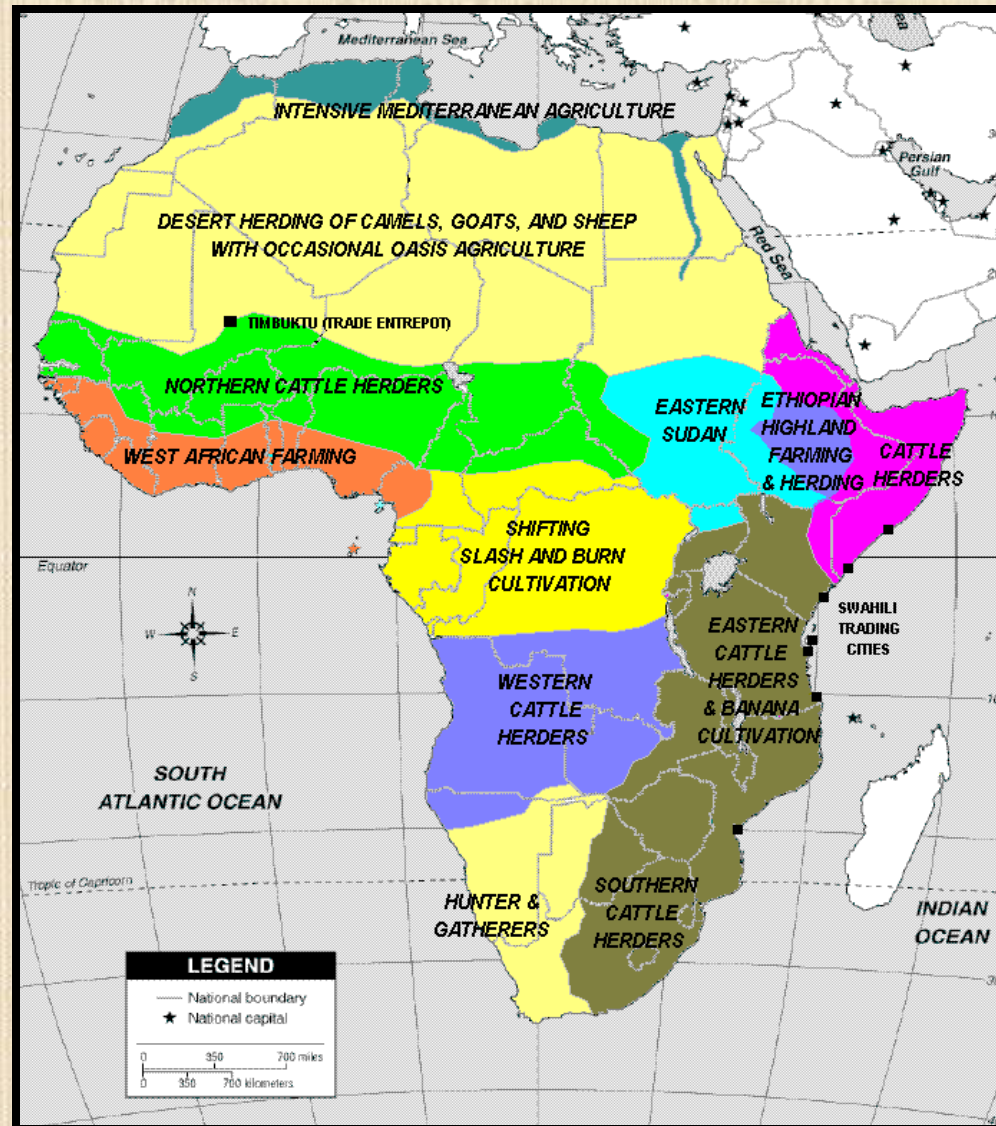 Mediterranean Sea
INTENSIVE MEDITERRANEAN AGRICULTURE
Persian
Gulf
DESERT HERDING OF CAMELS, GOATS, AND SHEEP
WITH OCCASIONAL OASIS AGRICULTURE
Red Sea
TIMBUKTU (TRADE ENTREPOT)
NORTHERN CATTLE HERDERS
EASTERN
SUDAN
ETHIOPIAN
HIGHLAND
FARMING
& HERDING
CATTLE
HERDERS
WEST AFRICAN FARMING
SHIFTING
SLASH AND BURN
CULTIVATION
Equator
N
W
E
S
SWAHILI
TRADING
CITIES
EASTERN
CATTLE
HERDERS
& BANANA
CULTIVATION
WESTERN
CATTLE
HERDERS
SOUTH
ATLANTIC OCEAN
Tropic of Capricorn
HUNTER &
GATHERERS
SOUTHERN
CATTLE
HERDERS
INDIAN
OCEAN
LEGEND
National boundary
National capital
0 350 700 miles
0 350 700 kilometers